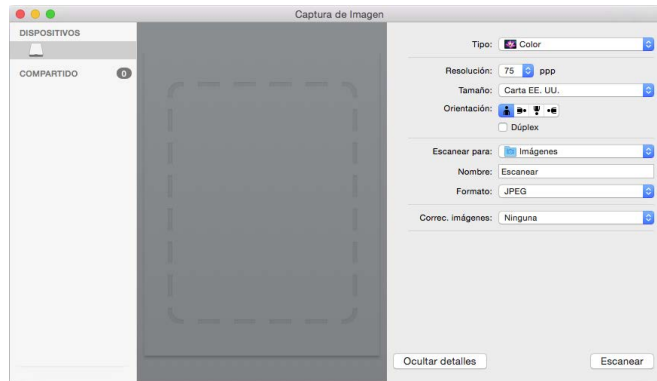 Captura de Imagen
DISPOSITIVOS
COMPARTIDO 0
Tipo: Color
Resolución: 75 ppp
Tamaño: Carta EE. UU.
Orientación:
Dúplex
Escanear para: Imágenes
Nombre: Escanear
Formato: JPEG
Correc. imágenes: Ninguna
Ocultar detalles Escanear